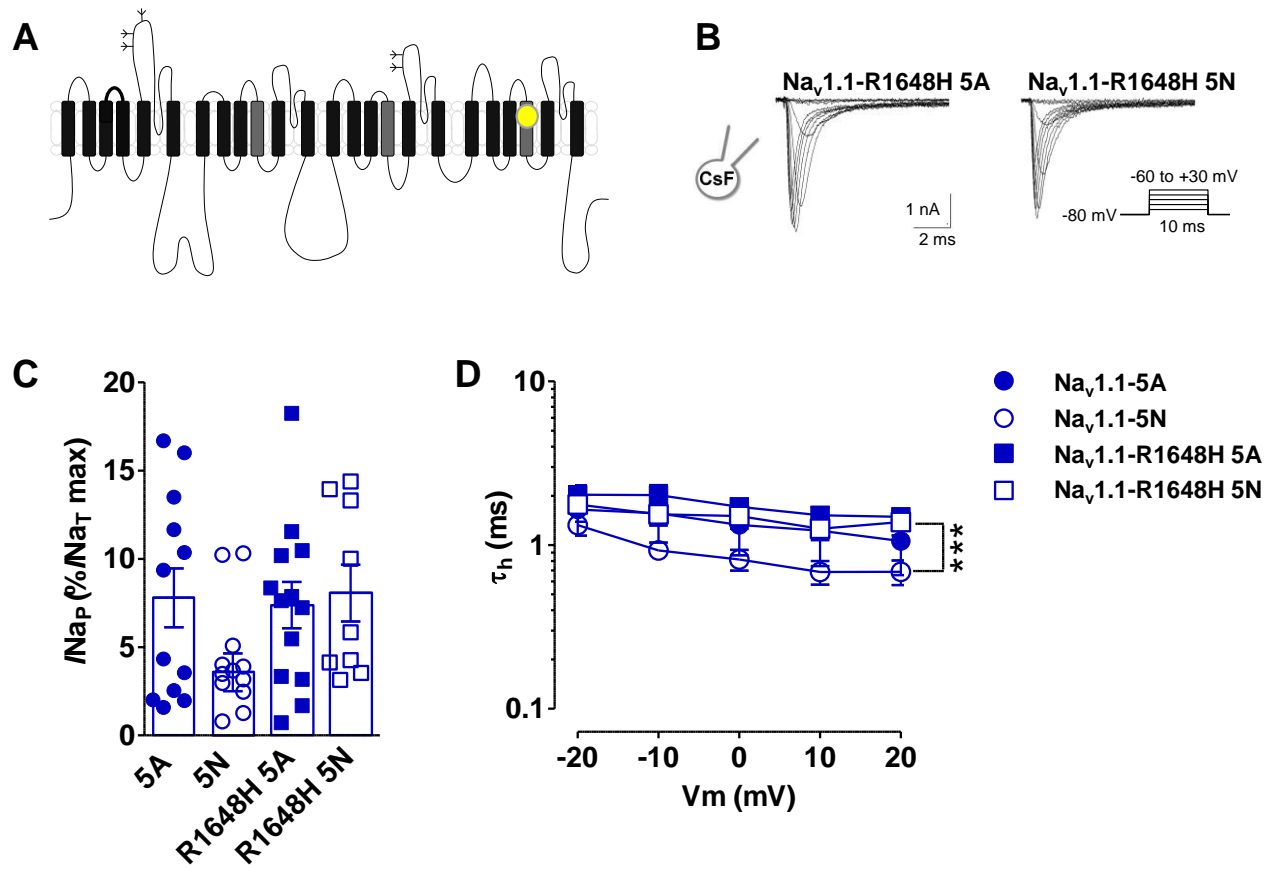 A
B
Nav1.1-R1648H 5A
Nav1.1-R1648H 5N
CsF
1 nA
2 ms
-60 to +30 mV
-80 mV
10 ms
C
INaP (%INaT max)
20
15
10
5
0
5A
5N
R1648H 5A
R1648H 5N
D
τh (ms)
10
1
0.1
-20
-10
0
10
20
Vm (mV)
***
Nav1.1-5A
Nav1.1-5N
Nav1.1-R1648H 5A
Nav1.1-R1648H 5N